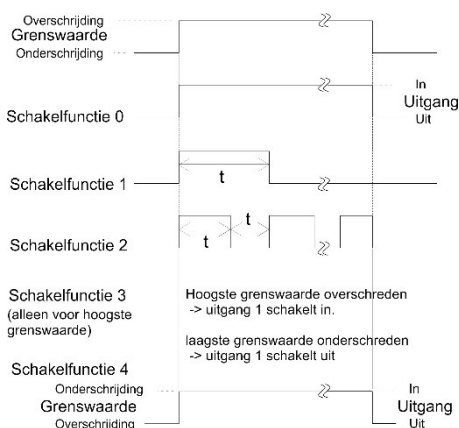 Overschrijding
Grenswaarde
Onderschrijding
In
Uitgang
Uit
Schakelfunctie 0
Schakelfunctie 1
t
Schakelfunctie 2
t
t
Schakelfunctie 3
(alleen voor hoogste
grenswaarde)
Hoogste grenswaarde overschreden
-> uitgang 1 schakelt in.
laagste grenswaarde onderschreden
-> uitgang 1 schakelt uit
Schakelfunctie 4
Onderschrijding
Grenswaarde
Overschrijding
In
Uitgang
Uit